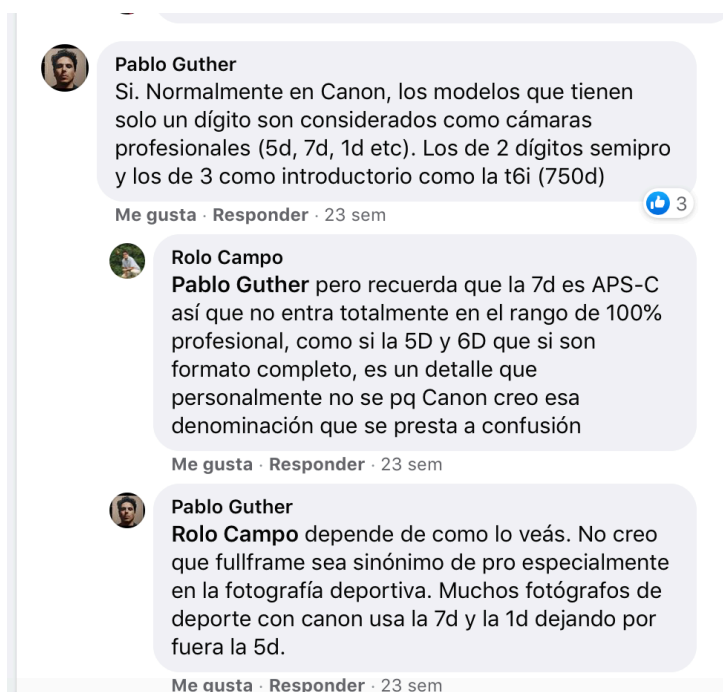 Pablo Guther
Si. Normalmente en Canon, los modelos que tienen
solo un dígito son considerados como cámaras
profesionales (5d, 7d, 1d etc). Los de 2 dígitos semipro
y los de 3 como introductorio como la t6i (750d)
3
Me gusta · Responder · 23 sem
Rolo Campo
Pablo Guther pero recuerda que la 7d es APS-C
así que no entra totalmente en el rango de 100%
profesional, como si la 5D y 6D que si son
formato completo, es un detalle que
personalmente no se pq Canon creo esa
denominación que se presta a confusión
Me gusta · Responder · 23 sem
Pablo Guther
Rolo Campo depende de como lo veás. No creo
que fullframe sea sinónimo de pro especialmente
en la fotografía deportiva. Muchos fotógrafos de
deporte con canon usa la 7d y la 1d dejando por
fuera la 5d.
Me gusta · Responder · 23 sem